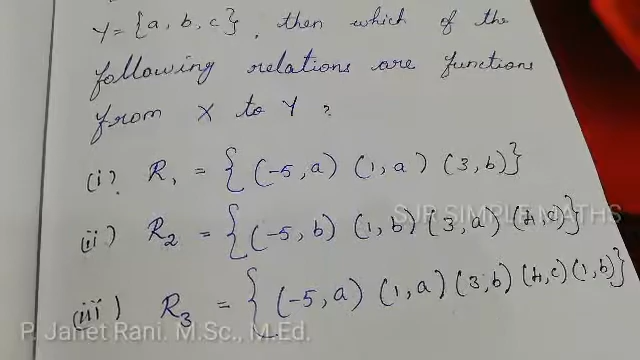 Y = {a, b, c}, then which of the
following relations are functions
from X to Y ?
(i). R₁ = {(-5, a) (1, a) (3, b)}
SJR SIMPLE MATHS
(ii) R₂ = {(-5, b) (1, b) (3, a) (4, c)}
(iii) R₃ = {(-5, a) (1, a) (3, b) (4, c) (1, b)}
P. Janet Rani. M.Sc., M.Ed.